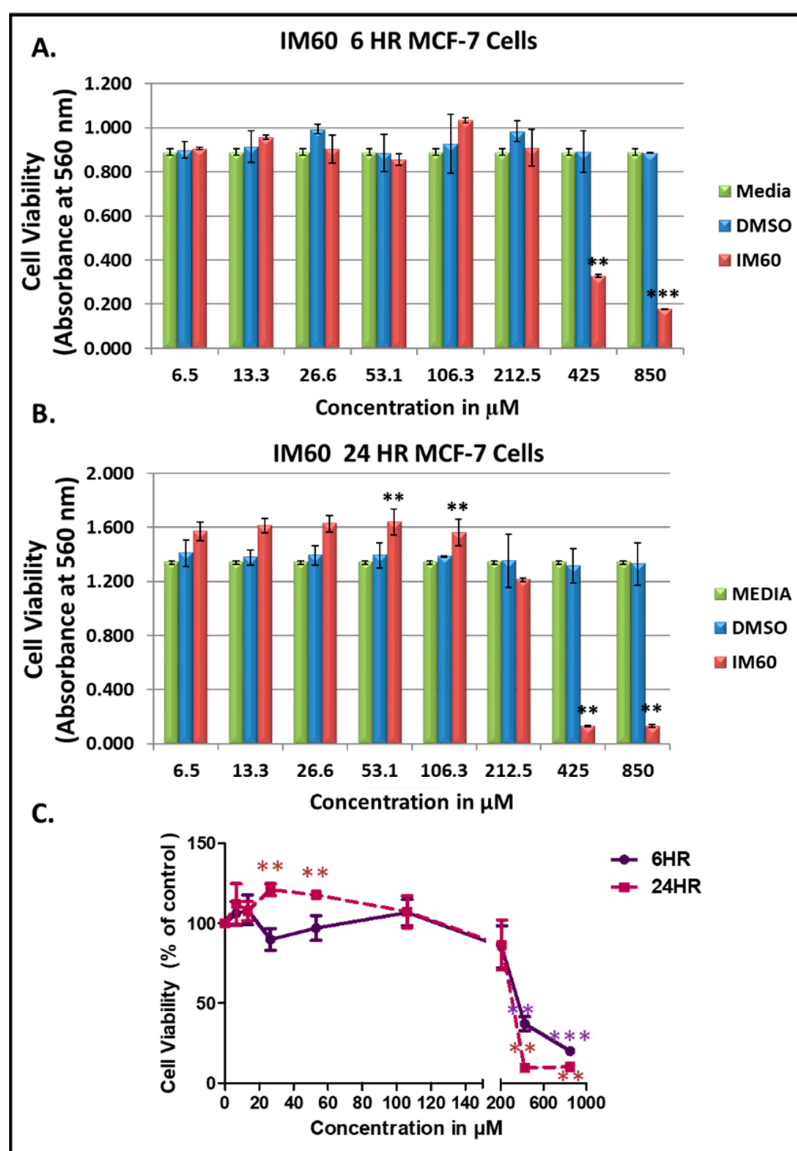 A.
IM60 6 HR MCF-7 Cells
Cell Viability
(Absorbance at 560 nm)
1.200
1.000
0.800
0.600
0.400
0.200
0.000
**
***
6.5 13.3 26.6 53.1 106.3 212.5 425 850
Concentration in µM
Media
DMSO
IM60
B.
IM60 24 HR MCF-7 Cells
Cell Viability
(Absorbance at 560 nm)
2.000
1.600
1.200
0.800
0.400
0.000
** **
** **
6.5 13.3 26.6 53.1 106.3 212.5 425 850
Concentration in µM
MEDIA
DMSO
IM60
C.
Cell Viability (% of control)
150
100
50
0
** **
** ***
** **
0 20 40 60 80 100 120 140 200 600 1000
Concentration in µM
6HR
24HR